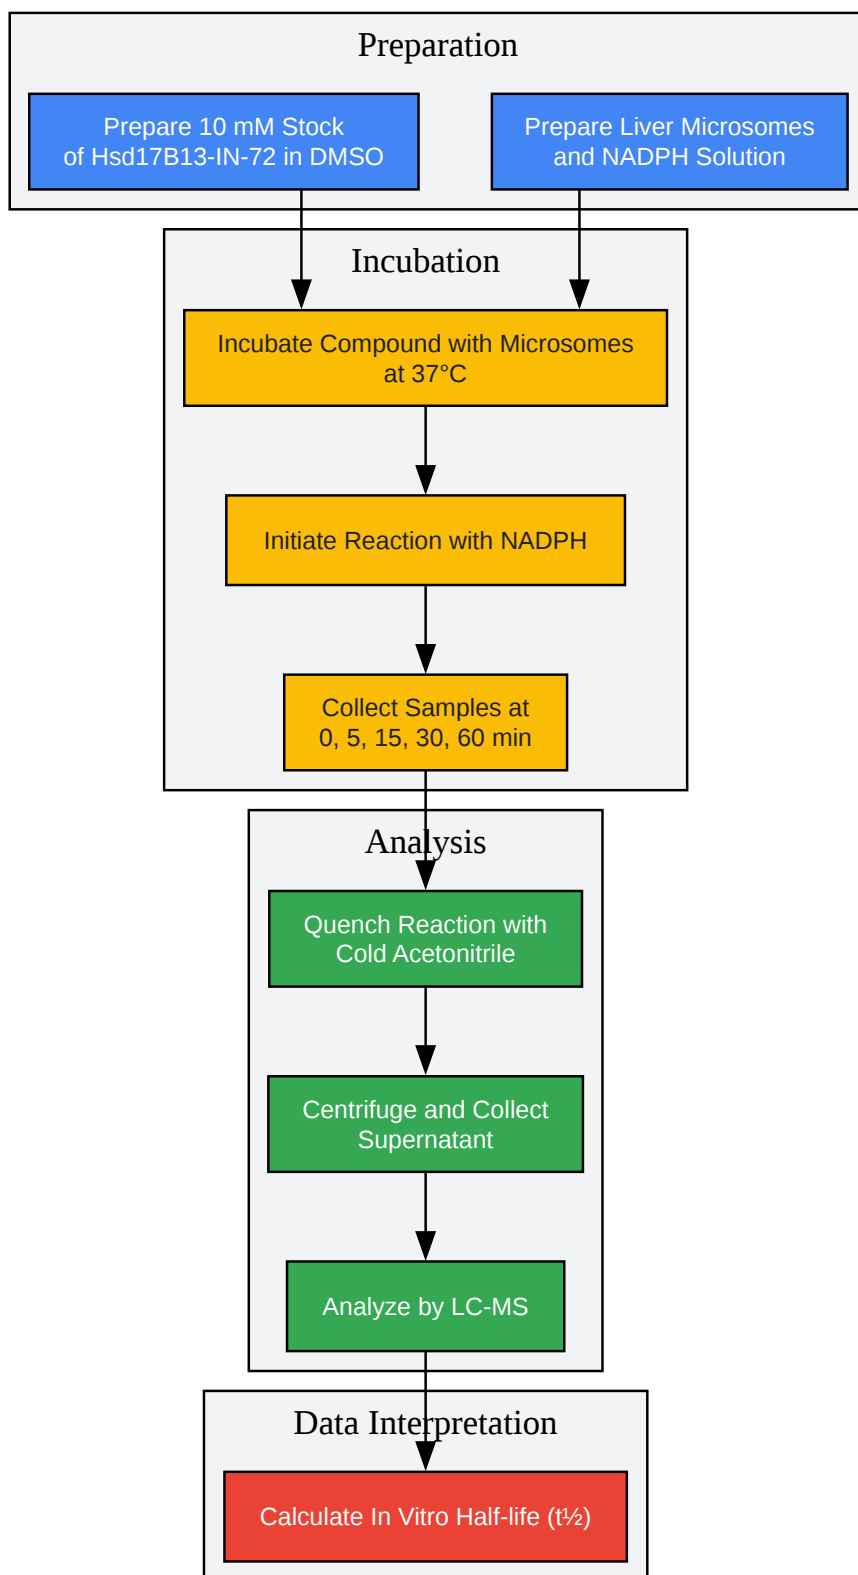 Preparation
Prepare 10 mM Stock
of Hsd17B13-IN-72 in DMSO
Prepare Liver Microsomes
and NADPH Solution
Incubation
Incubate Compound with Microsomes
at 37°C
Initiate Reaction with NADPH
Collect Samples at
0, 5, 15, 30, 60 min
Analysis
Quench Reaction with
Cold Acetonitrile
Centrifuge and Collect
Supernatant
Analyze by LC-MS
Data Interpretation
Calculate In Vitro Half-life (t½)